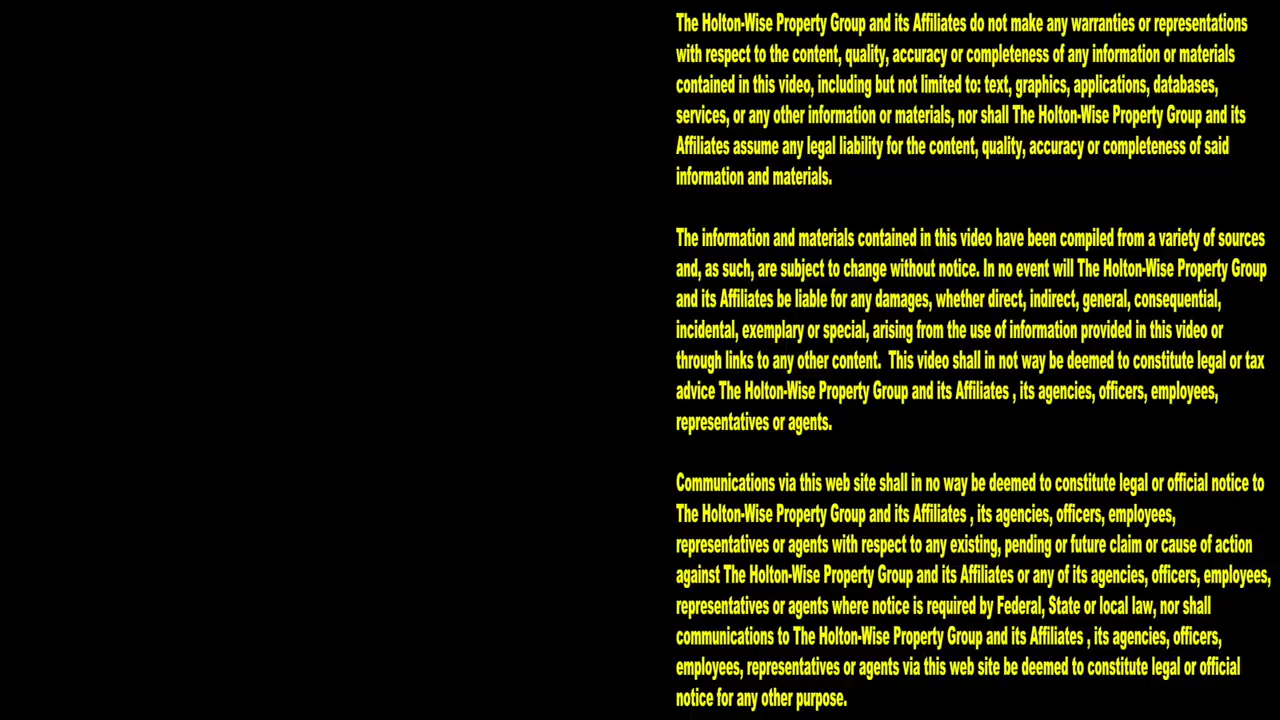 The Holton-Wise Property Group and its Affiliates do not make any warranties or representations
with respect to the content, quality, accuracy or completeness of any information or materials
contained in this video, including but not limited to: text, graphics, applications, databases,
services, or any other information or materials, nor shall The Holton-Wise Property Group and its
Affiliates assume any legal liability for the content, quality, accuracy or completeness of said
information and materials.
The information and materials contained in this video have been compiled from a variety of sources
and, as such, are subject to change without notice. In no event will The Holton-Wise Property Group
and its Affiliates be liable for any damages, whether direct, indirect, general, consequential,
incidental, exemplary or special, arising from the use of information provided in this video or
through links to any other content.  This video shall in not way be deemed to constitute legal or tax
advice The Holton-Wise Property Group and its Affiliates , its agencies, officers, employees,
representatives or agents.
Communications via this web site shall in no way be deemed to constitute legal or official notice to
The Holton-Wise Property Group and its Affiliates , its agencies, officers, employees,
representatives or agents with respect to any existing, pending or future claim or cause of action
against The Holton-Wise Property Group and its Affiliates or any of its agencies, officers, employees,
representatives or agents where notice is required by Federal, State or local law, nor shall
communications to The Holton-Wise Property Group and its Affiliates , its agencies, officers,
employees, representatives or agents via this web site be deemed to constitute legal or official
notice for any other purpose.